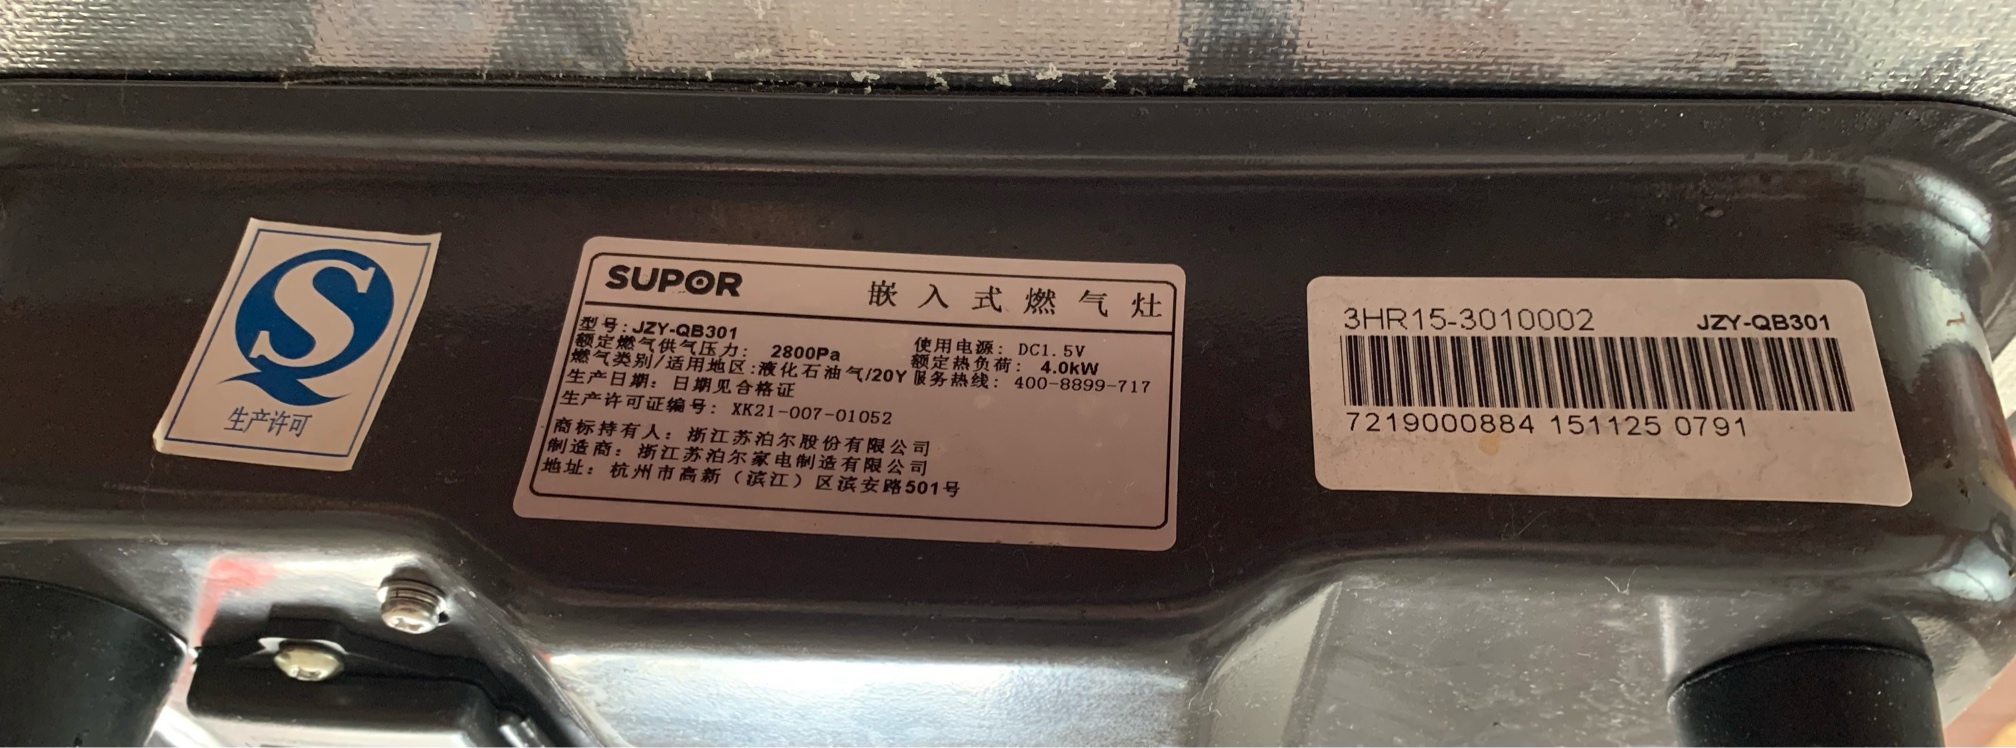 生产许可
SUPOR
嵌入式燃气灶
型号:JZY-QB301
额定燃气供气压力: 2800Pa
使用电源: DC1.5V
额定热负荷: 4.0kW
燃气类别/适用地区:液化石油气/20Y
服务热线: 400-8899-717
生产日期: 日期见合格证
生产许可证编号: XK21-007-01052
商标持有人: 浙江苏泊尔股份有限公司
制造商: 浙江苏泊尔家电制造有限公司
地址: 杭州市高新（滨江）区滨安路501号
3HR15-3010002 JZY-QB301
7219000884 151125 0791